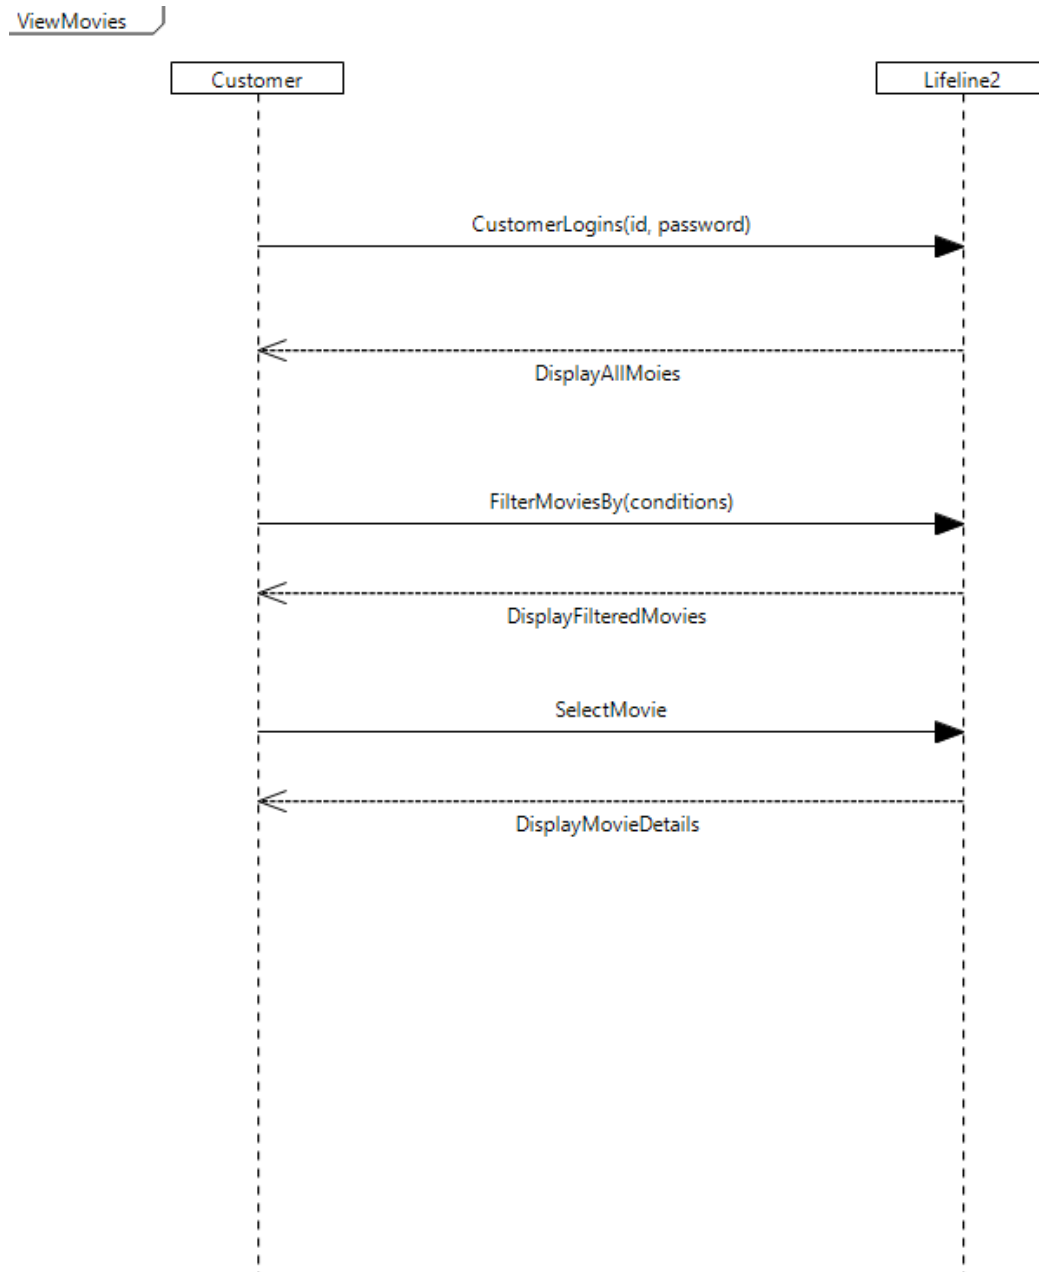 ViewMovies
Customer
Lifeline2
CustomerLogins(id, password)
DisplayAllMoies
FilterMoviesBy(conditions)
DisplayFilteredMovies
SelectMovie
DisplayMovieDetails